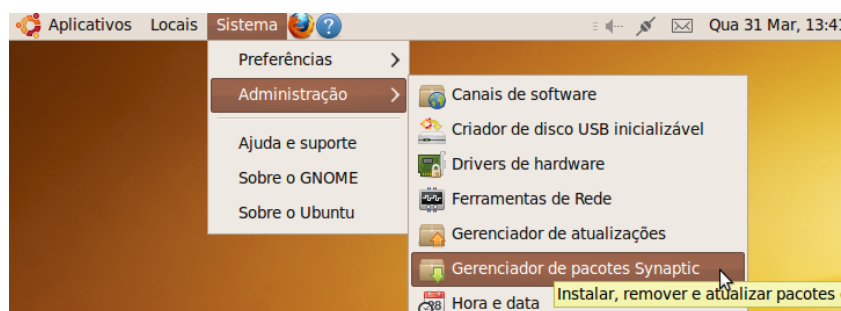 Aplicativos Locais Sistema Qua 31 Mar, 13:41
Preferências
Administração
Ajuda e suporte
Sobre o GNOME
Sobre o Ubuntu
Canais de software
Criador de disco USB inicializável
Drivers de hardware
Ferramentas de Rede
Gerenciador de atualizações
Gerenciador de pacotes Synaptic
Instalar, remover e atualizar pacotes
Hora e data